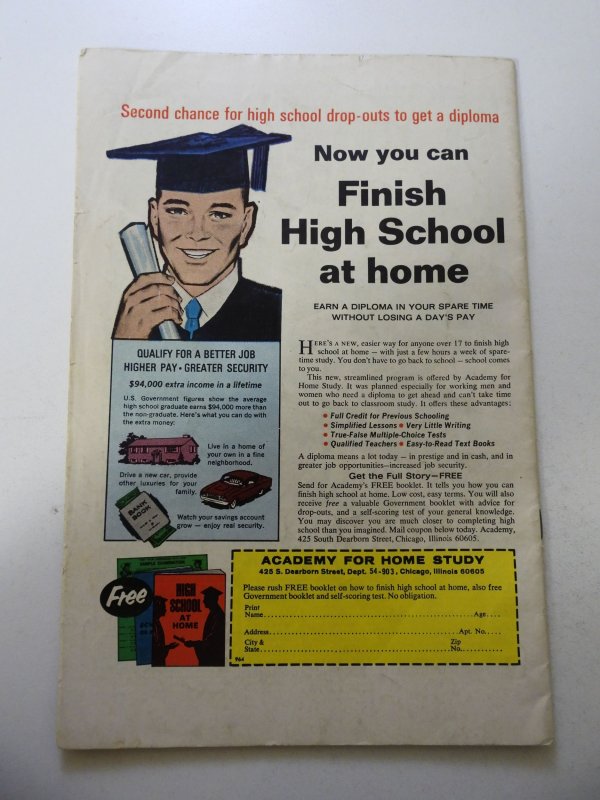 Second chance for high school drop-outs to get a diploma
Now you can
Finish
High School
at home
EARN A DIPLOMA IN YOUR SPARE TIME
WITHOUT LOSING A DAY'S PAY
QUALIFY FOR A BETTER JOB
HIGHER PAY • GREATER SECURITY
$94,000 extra income in a lifetime
U.S. Government figures show the average
high school graduate earns $94,000 more than
the non-graduate. Here's what you can do with
the extra money:
Live in a home of
your own in a fine
neighborhood.
Drive a new car, provide
other luxuries for your
family.
BANK
BOOK
Watch your savings account
grow — enjoy real security.
HERE'S A NEW, easier way for anyone over 17 to finish high
school at home — with just a few hours a week of spare-
time study. You don't have to go back to school – school comes
to you.
This new, streamlined program is offered by Academy for
Home Study. It was planned especially for working men and
women who need a diploma to get ahead and can't take time
out to go back to classroom study. It offers these advantages:
• Full Credit for Previous Schooling
• Simplified Lessons • Very Little Writing
• True-False Multiple-Choice Tests
• Qualified Teachers • Easy-to-Read Text Books
A diploma means a lot today – in prestige and in cash, and in
greater job opportunities—increased job security.
Get the Full Story—FREE
Send for Academy's FREE booklet. It tells you how you can
finish high school at home. Low cost, easy terms. You will also
receive free a valuable Government booklet with advice for
drop-outs, and a self-scoring test of your general knowledge.
You may discover you are much closer to completing high
school than you imagined. Mail coupon below today. Academy,
425 South Dearborn Street, Chicago, Illinois 60605.
Free
SAMPLE EXAMINATION
HIGH
SCHOOL
AT
HOME
ACADEMY FOR HOME STUDY
425 S. Dearborn Street, Dept. 54-903, Chicago, Illinois 60605
Please rush FREE booklet on how to finish high school at home, also free
Government booklet and self-scoring test. No obligation.
Print
Name Age
Address Apt. No.
City & Zip
State No.
964